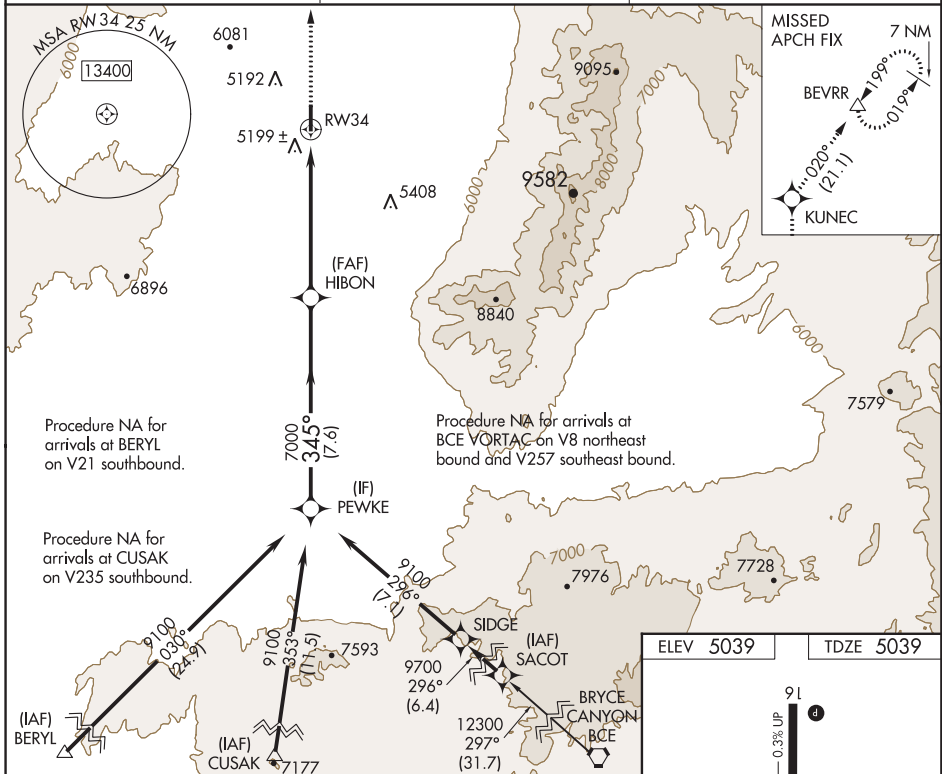 MSA RW34 25 NM
13400
6000
6081
5192
5199 ±
RW34
5408
9095
7000
8000
6000
9582
MISSED
APCH FIX
7 NM
BEVRR
199°
019°
020°
(21.1)
KUNEC
6896
(FAF)
HIBON
8840
6000
7579
Procedure NA for
arrivals at BERYL
on V21 southbound.
7000
345°
(7.6)
Procedure NA for arrivals at
BCE VORTAC on V8 northeast
bound and V257 southeast bound.
(IF)
PEWKE
Procedure NA for
arrivals at CUSAK
on V235 southbound.
9100
296°
(7.1)
7000
7976
7728
9100
030°
(24.9)
9100
353°
(11.5)
7593
SIDGE
(IAF)
SACOT
9700
296°
(6.4)
12300
297°
(31.7)
BRYCE
CANYON
BCE
(IAF)
BERYL
(IAF)
CUSAK
7177
ELEV 5039
TDZE 5039
16
P
0.3% UP